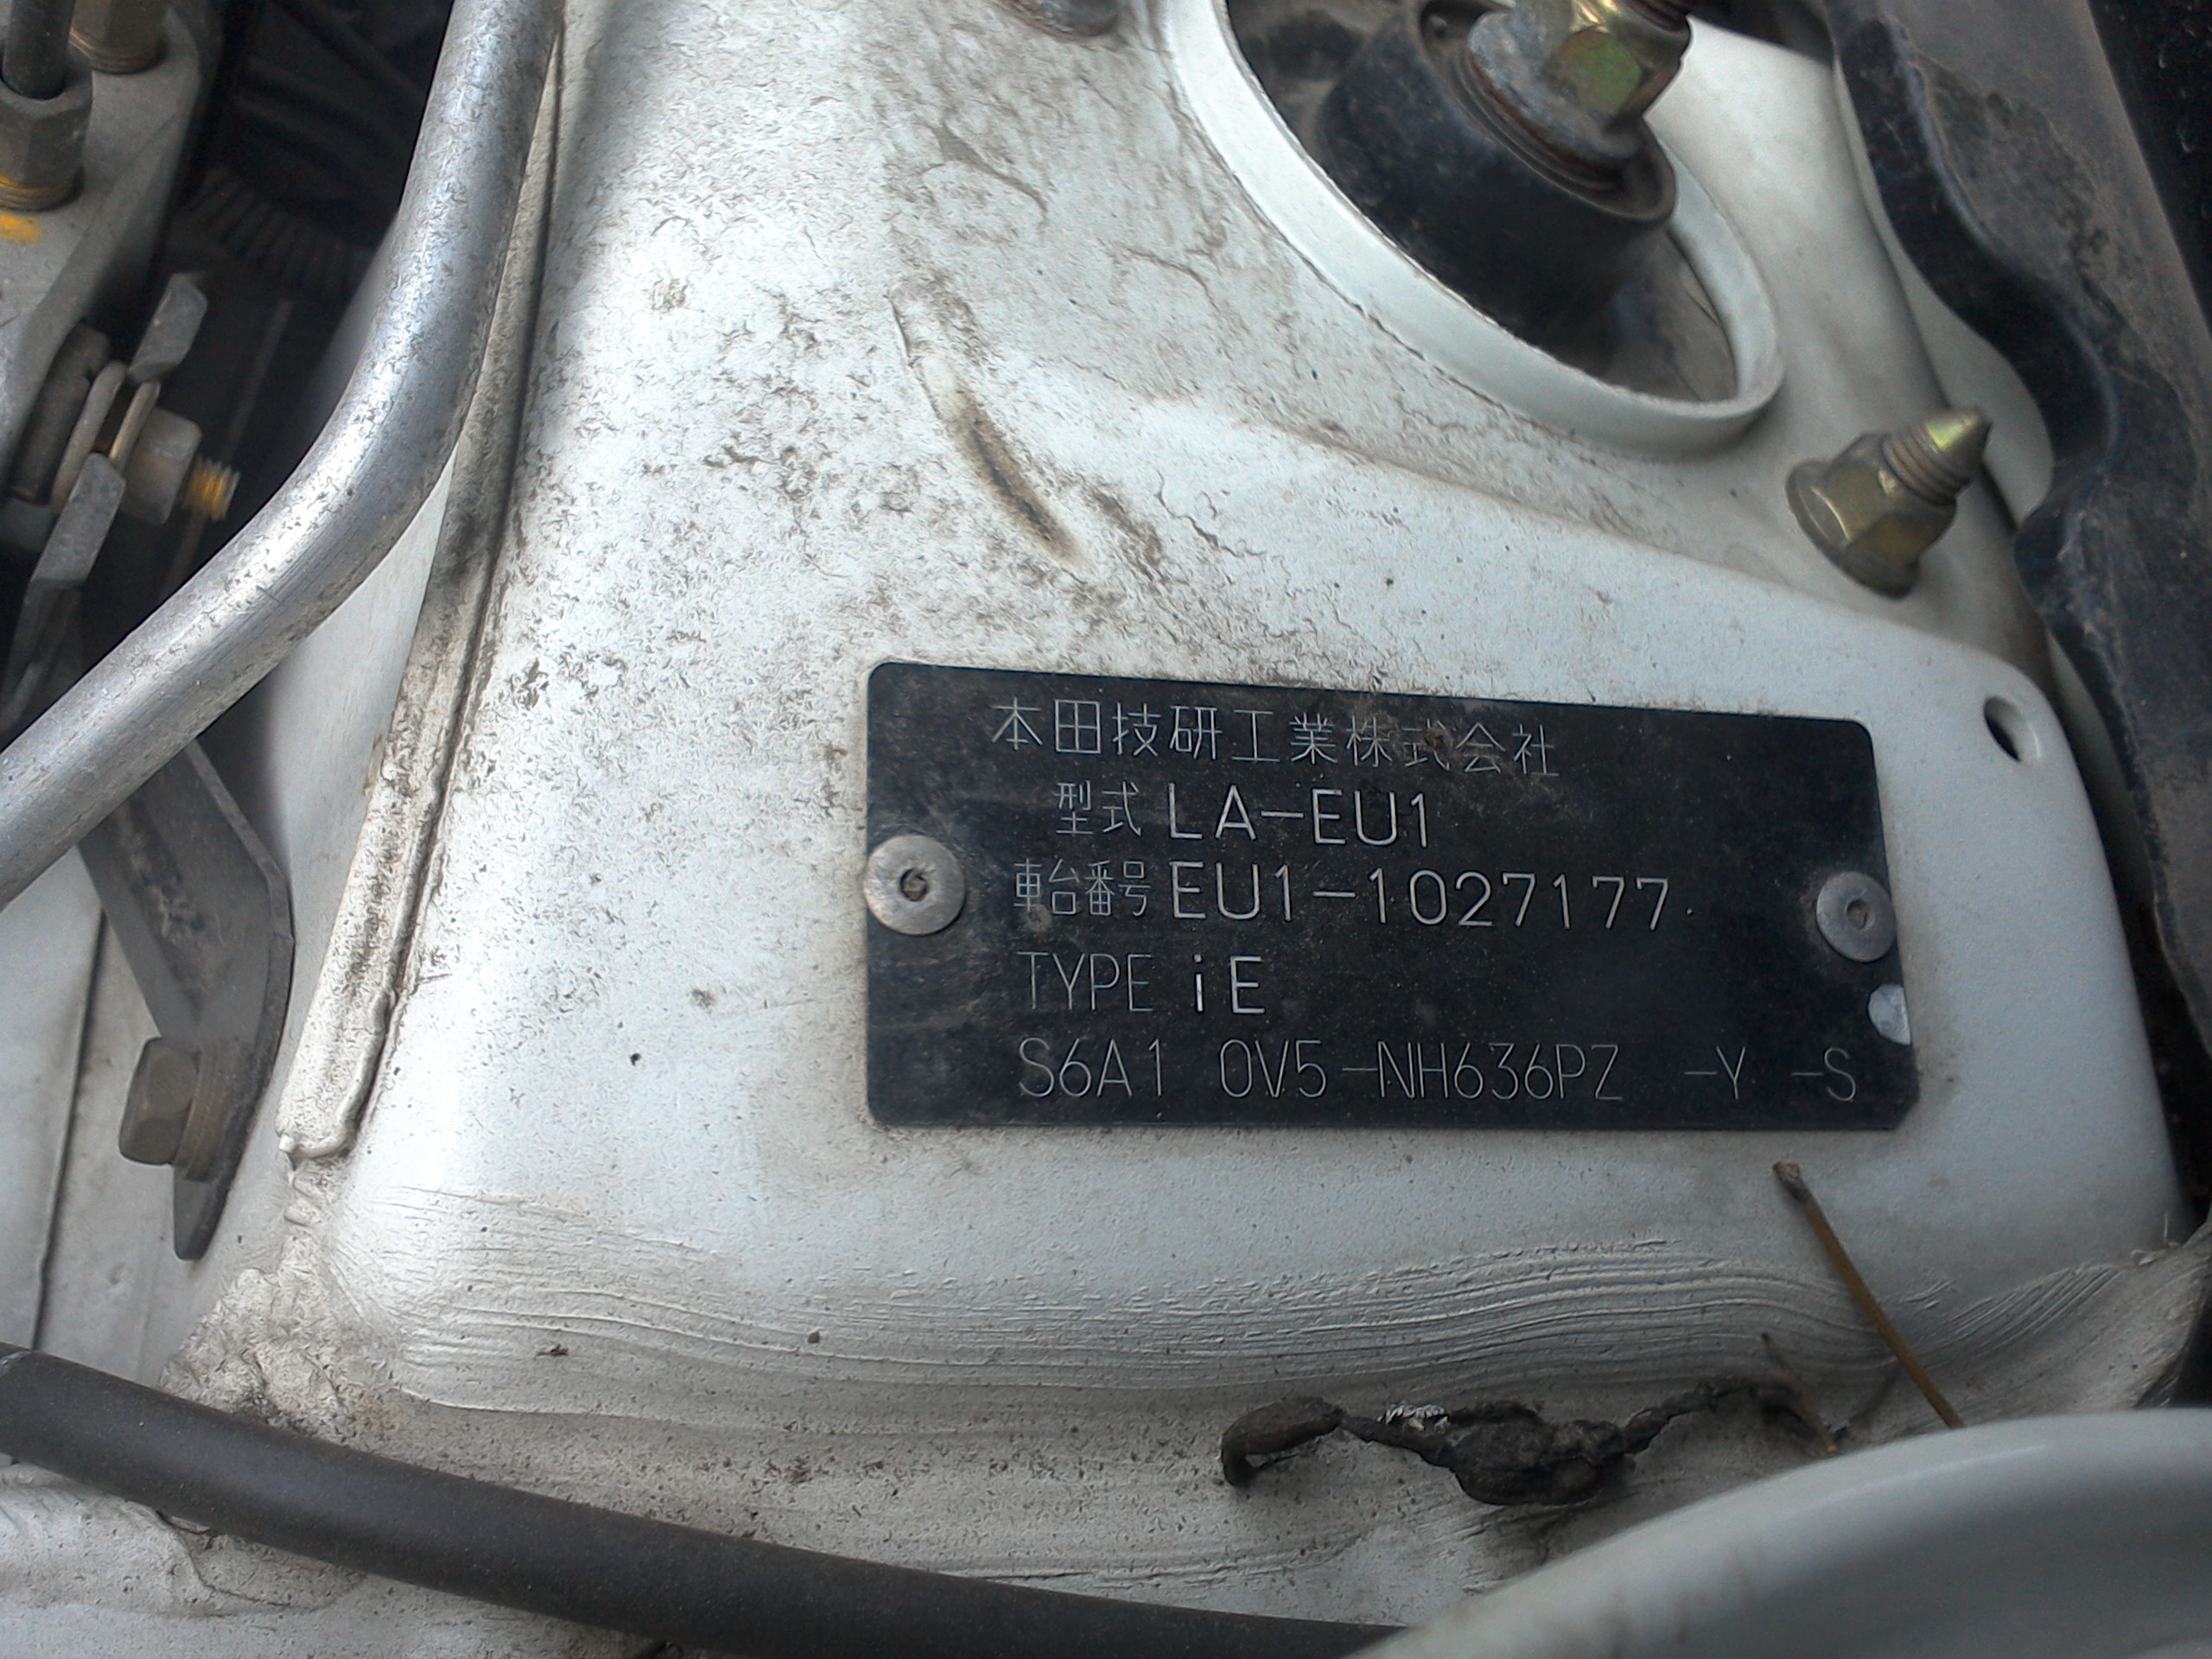 本田技研工業株式会社
型式 LA-EU1
車台番号 EU1-1027177
TYPE iE
S6A1 0V5-NH636PZ -Y -S